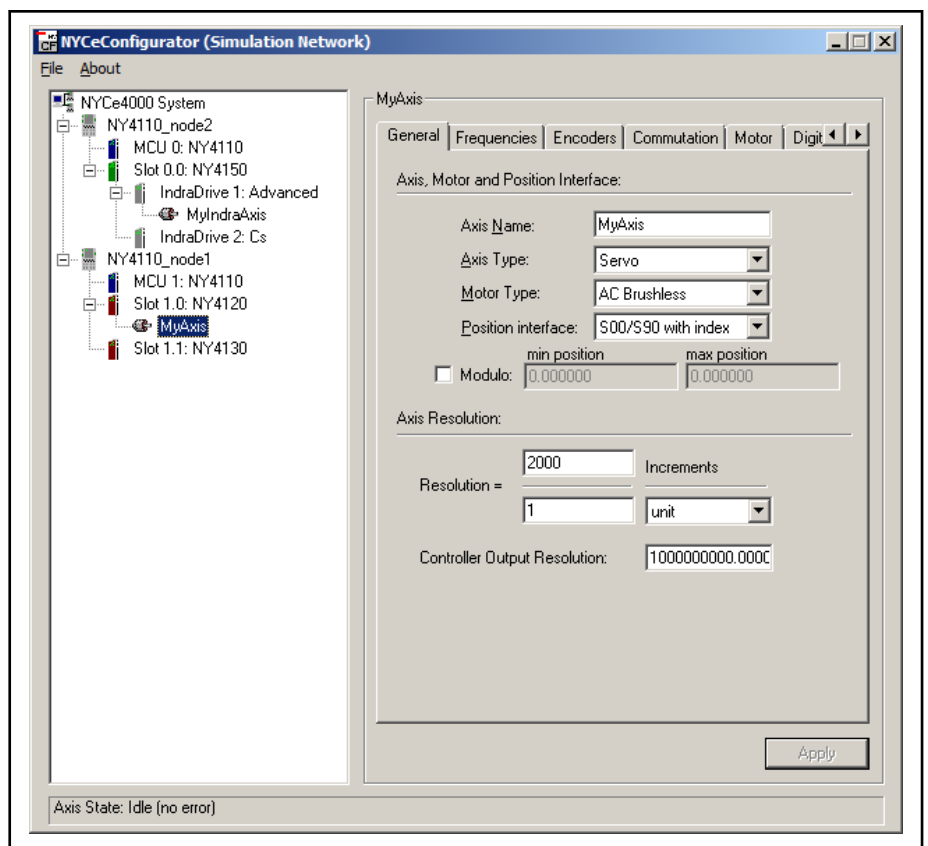 NYCeConfigurator (Simulation Network)
File About
NYCe4000 System
NY4110_node2
MCU 0: NY4110
Slot 0.0: NY4150
IndraDrive 1: Advanced
MyIndraAxis
IndraDrive 2: Cs
NY4110_node1
MCU 1: NY4110
Slot 1.0: NY4120
MyAxis
Slot 1.1: NY4130
MyAxis
General Frequencies Encoders Commutation Motor Digit
Axis, Motor and Position Interface:
Axis Name: MyAxis
Axis Type: Servo
Motor Type: AC Brushless
Position interface: S00/S90 with index
min position max position
Modulo: 0.000000 0.000000
Axis Resolution:
2000 Increments
Resolution =
1 unit
Controller Output Resolution: 1000000000.000
Apply
Axis State: Idle (no error)